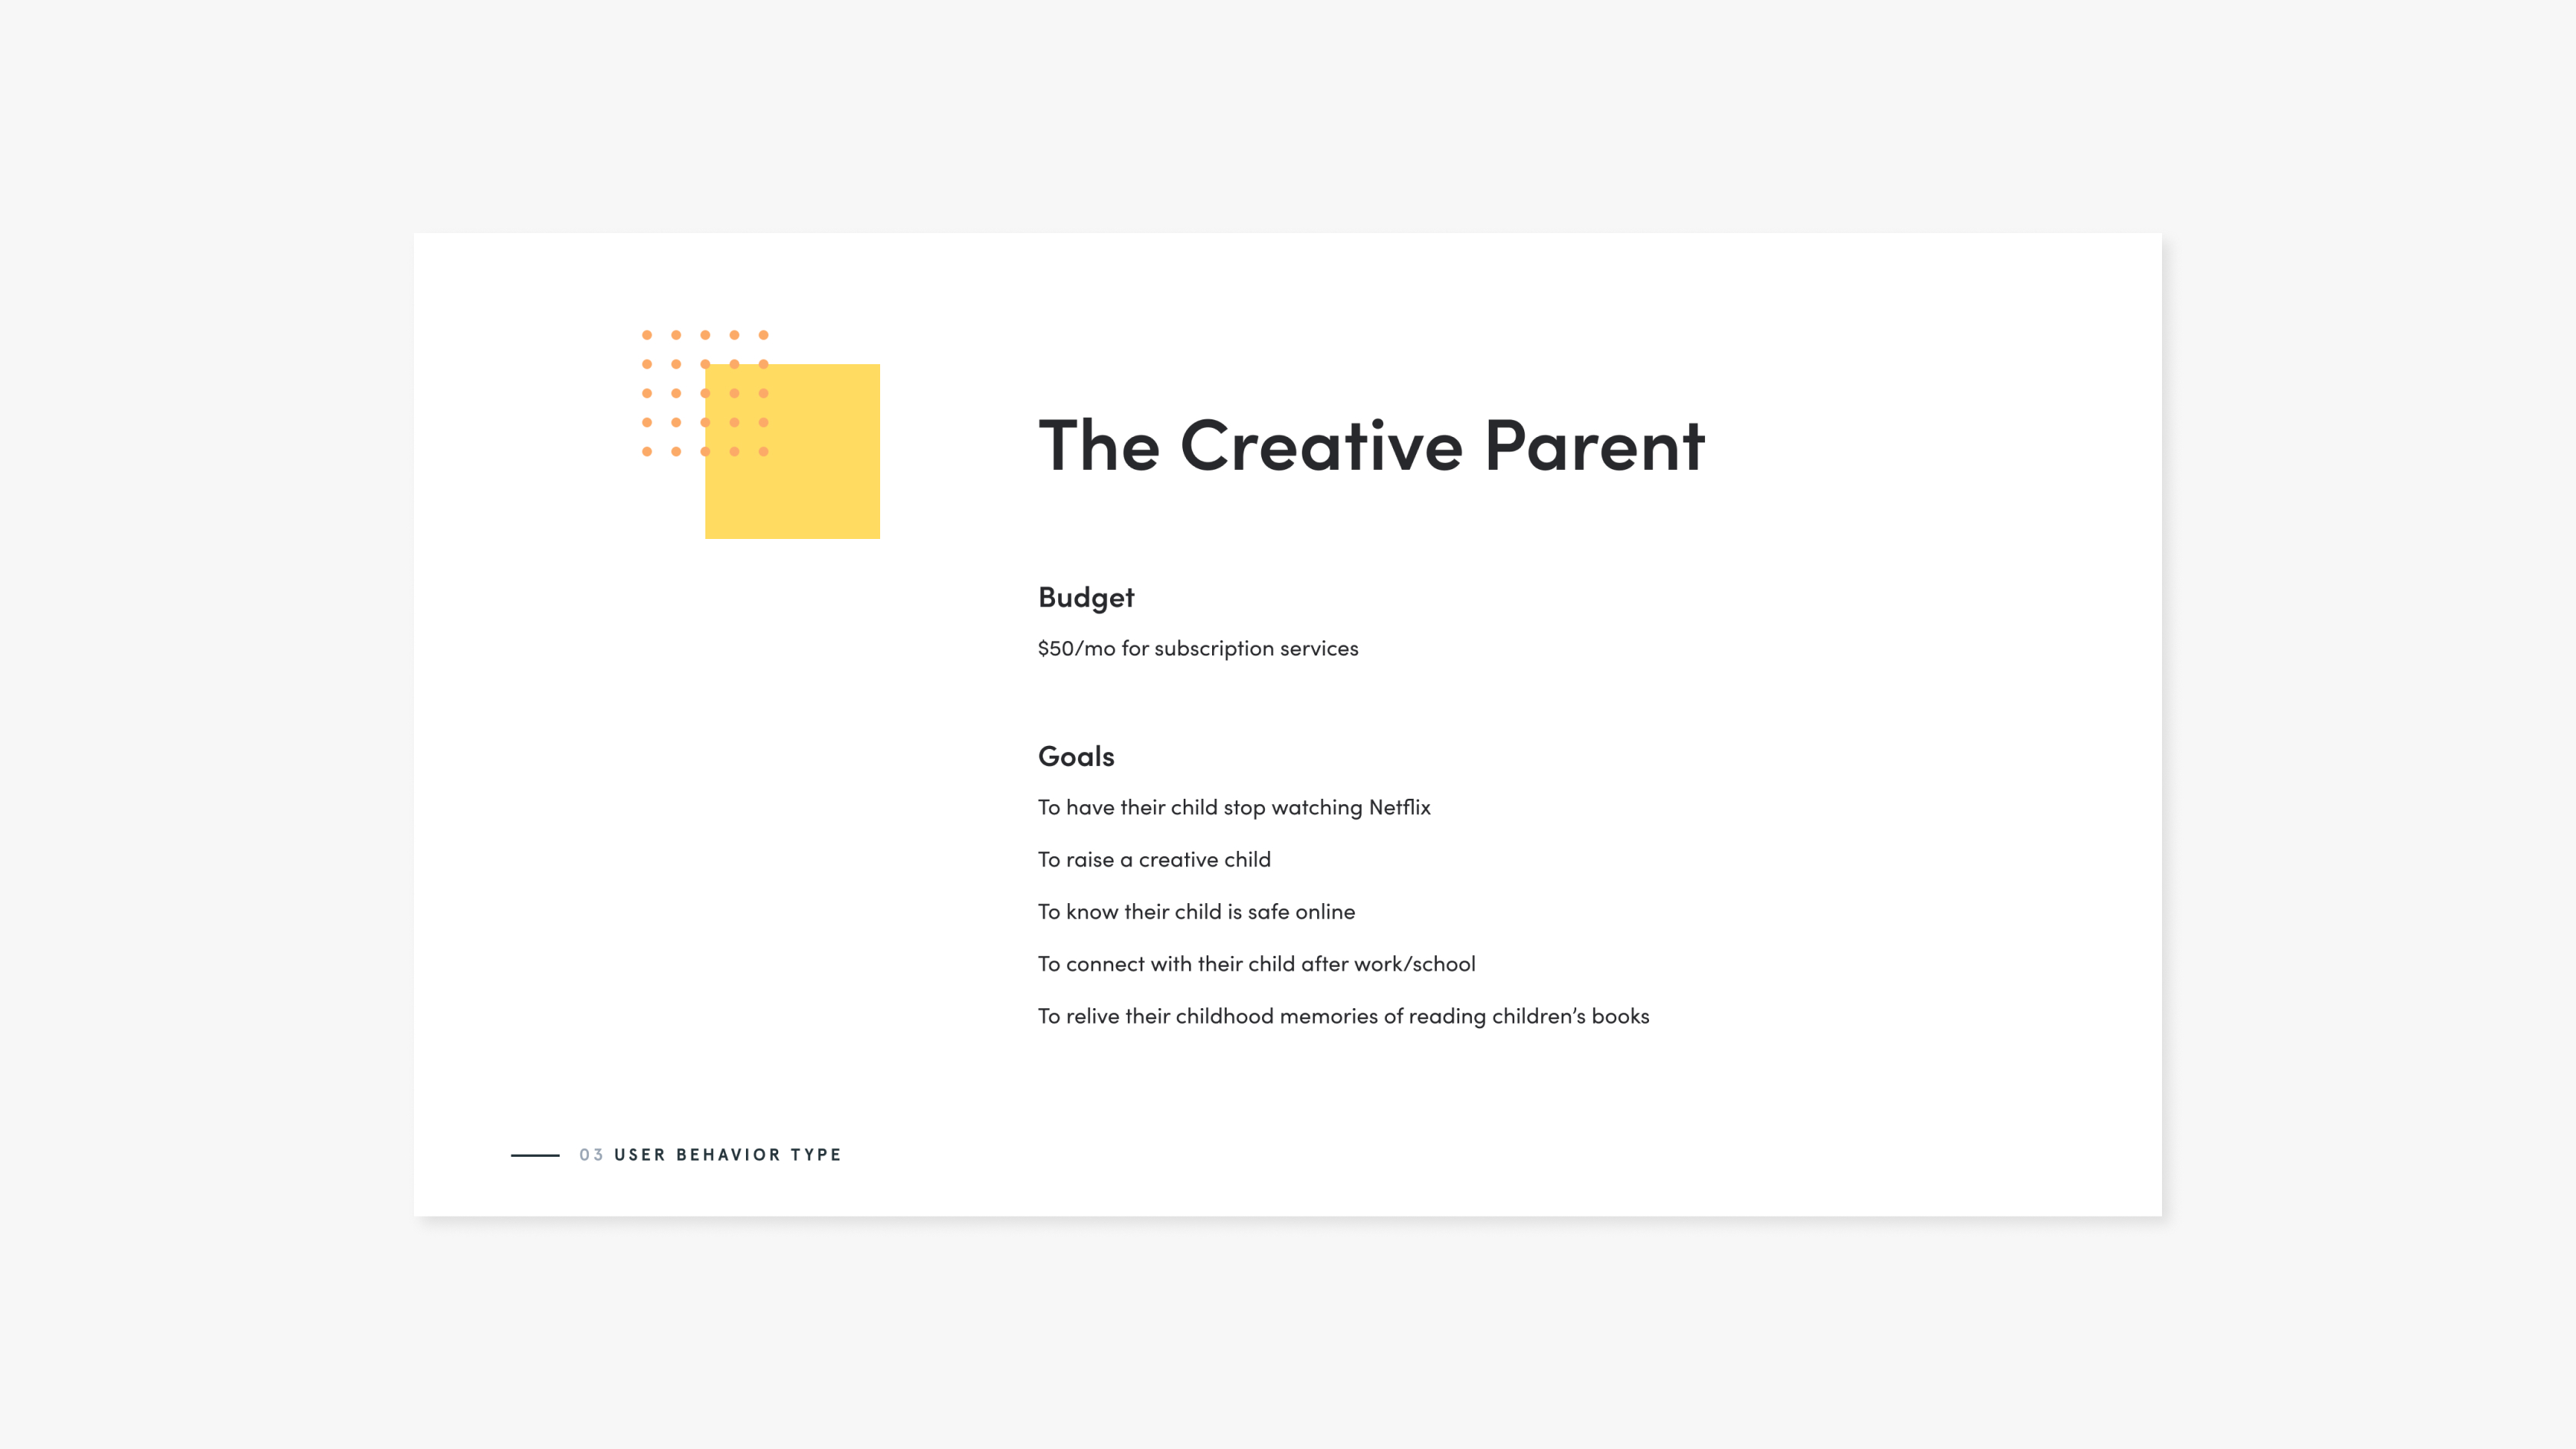 The Creative Parent
Budget
$50/mo for subscription services
Goals
To have their child stop watching Netflix
To raise a creative child
To know their child is safe online
To connect with their child after work/school
To relive their childhood memories of reading children’s books
03 USER BEHAVIOR TYPE